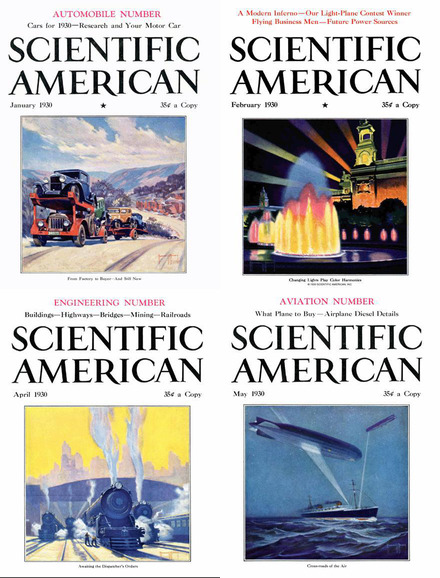 AUTOMOBILE NUMBER
Cars for 1930—Research and Your Motor Car
SCIENTIFIC
AMERICAN
January 1930 ★ 35¢ a Copy
From Factory to Buyer—And Still New
A Modern Inferno—Our Light-Plane Contest Winner
Flying Business Men—Future Power Sources
SCIENTIFIC
AMERICAN
February 1930 ★ 35¢ a Copy
Changing Lights Play Color Harmonies
ENGINEERING NUMBER
Buildings—Highways—Bridges—Mining—Railroads
SCIENTIFIC
AMERICAN
April 1930 35¢ a Copy
Awaiting the Dispatcher's Orders
AVIATION NUMBER
What Plane to Buy—Airplane Diesel Details
SCIENTIFIC
AMERICAN
May 1930 35¢ a Copy
Cross-roads of the Air